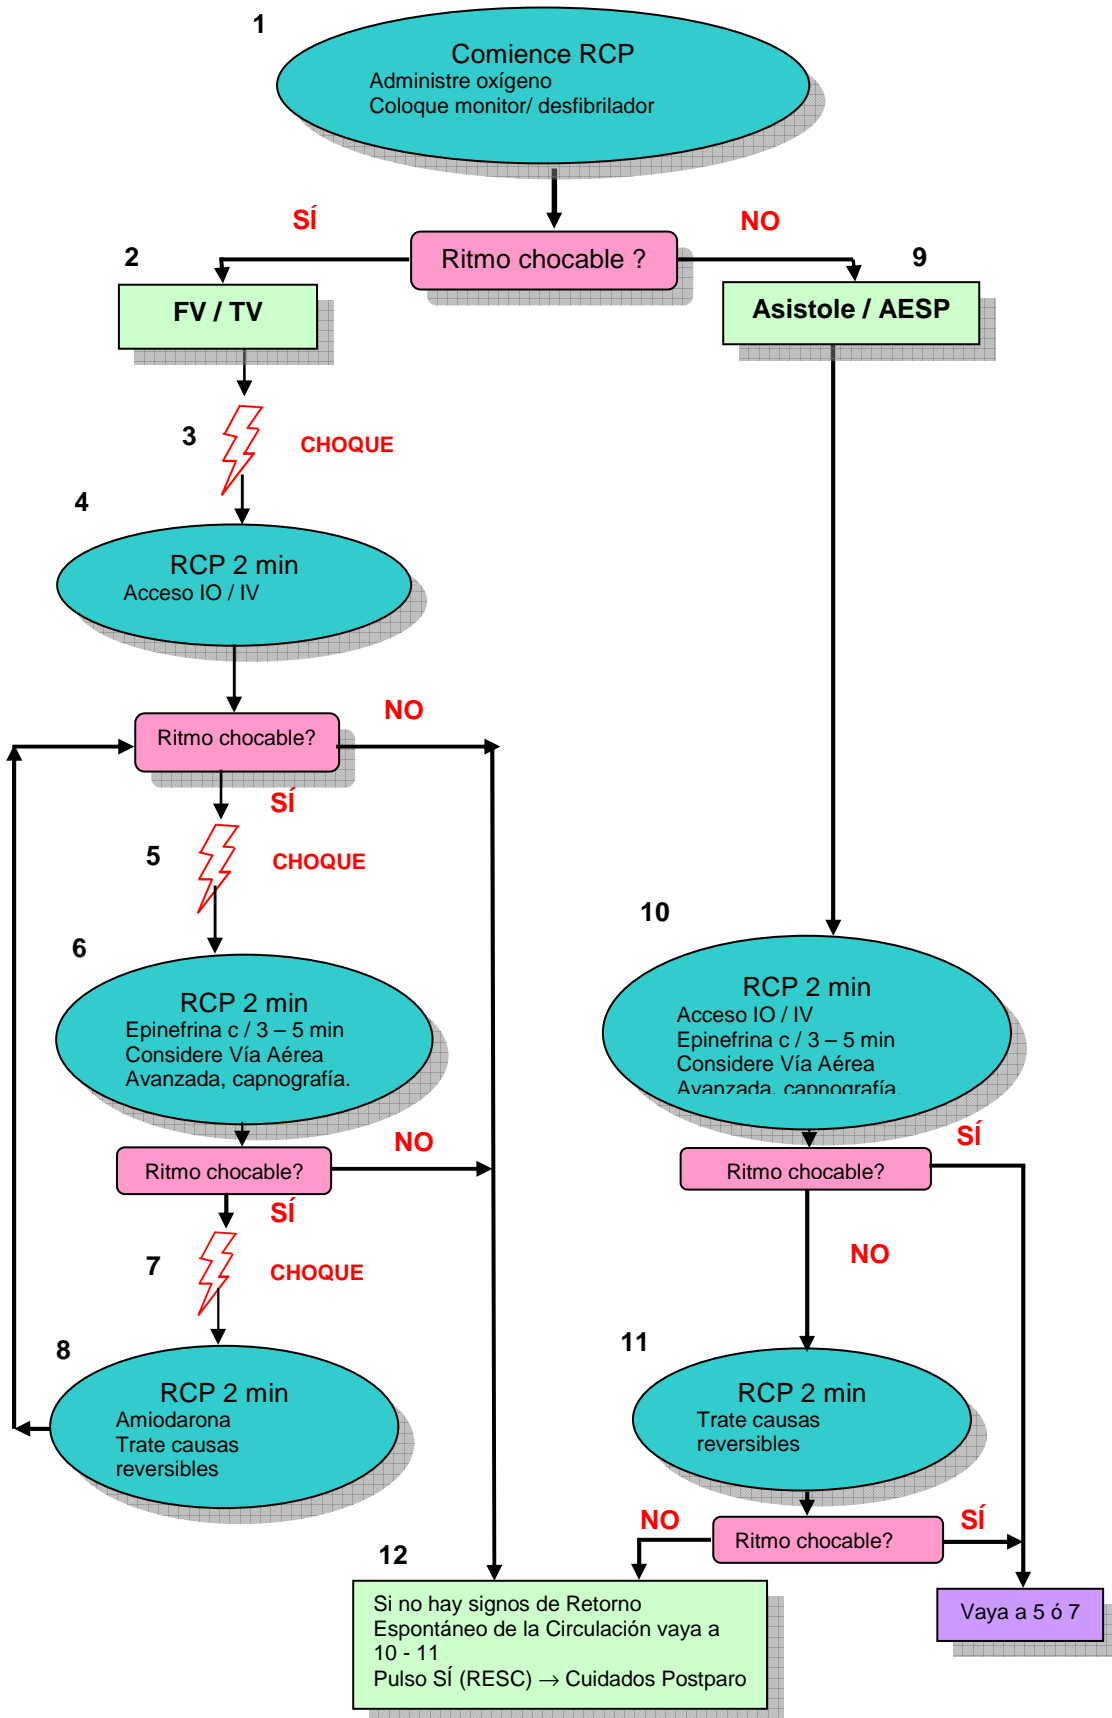 1
Comience RCP
Administre oxígeno
Coloque monitor/ desfibrilador
SÍ
NO
Ritmo chocable ?
2
9
FV / TV
Asistole / AESP
3
CHOQUE
4
RCP 2 min
Acceso IO / IV
NO
Ritmo chocable?
SÍ
5
CHOQUE
6
RCP 2 min
Epinefrina c / 3 – 5 min
Considere Vía Aérea
Avanzada, capnografía.
10
RCP 2 min
Acceso IO / IV
Epinefrina c / 3 – 5 min
Considere Vía Aérea
Avanzada, capnografía.
NO
Ritmo chocable?
SÍ
SÍ
Ritmo chocable?
NO
7
CHOQUE
8
RCP 2 min
Amiodarona
Trate causas
reversibles
11
RCP 2 min
Trate causas
reversibles
NO
Ritmo chocable?
SÍ
12
Si no hay signos de Retorno
Espontáneo de la Circulación vaya a
10 - 11
Pulso SÍ (RESC) → Cuidados Postparo
Vaya a 5 ó 7